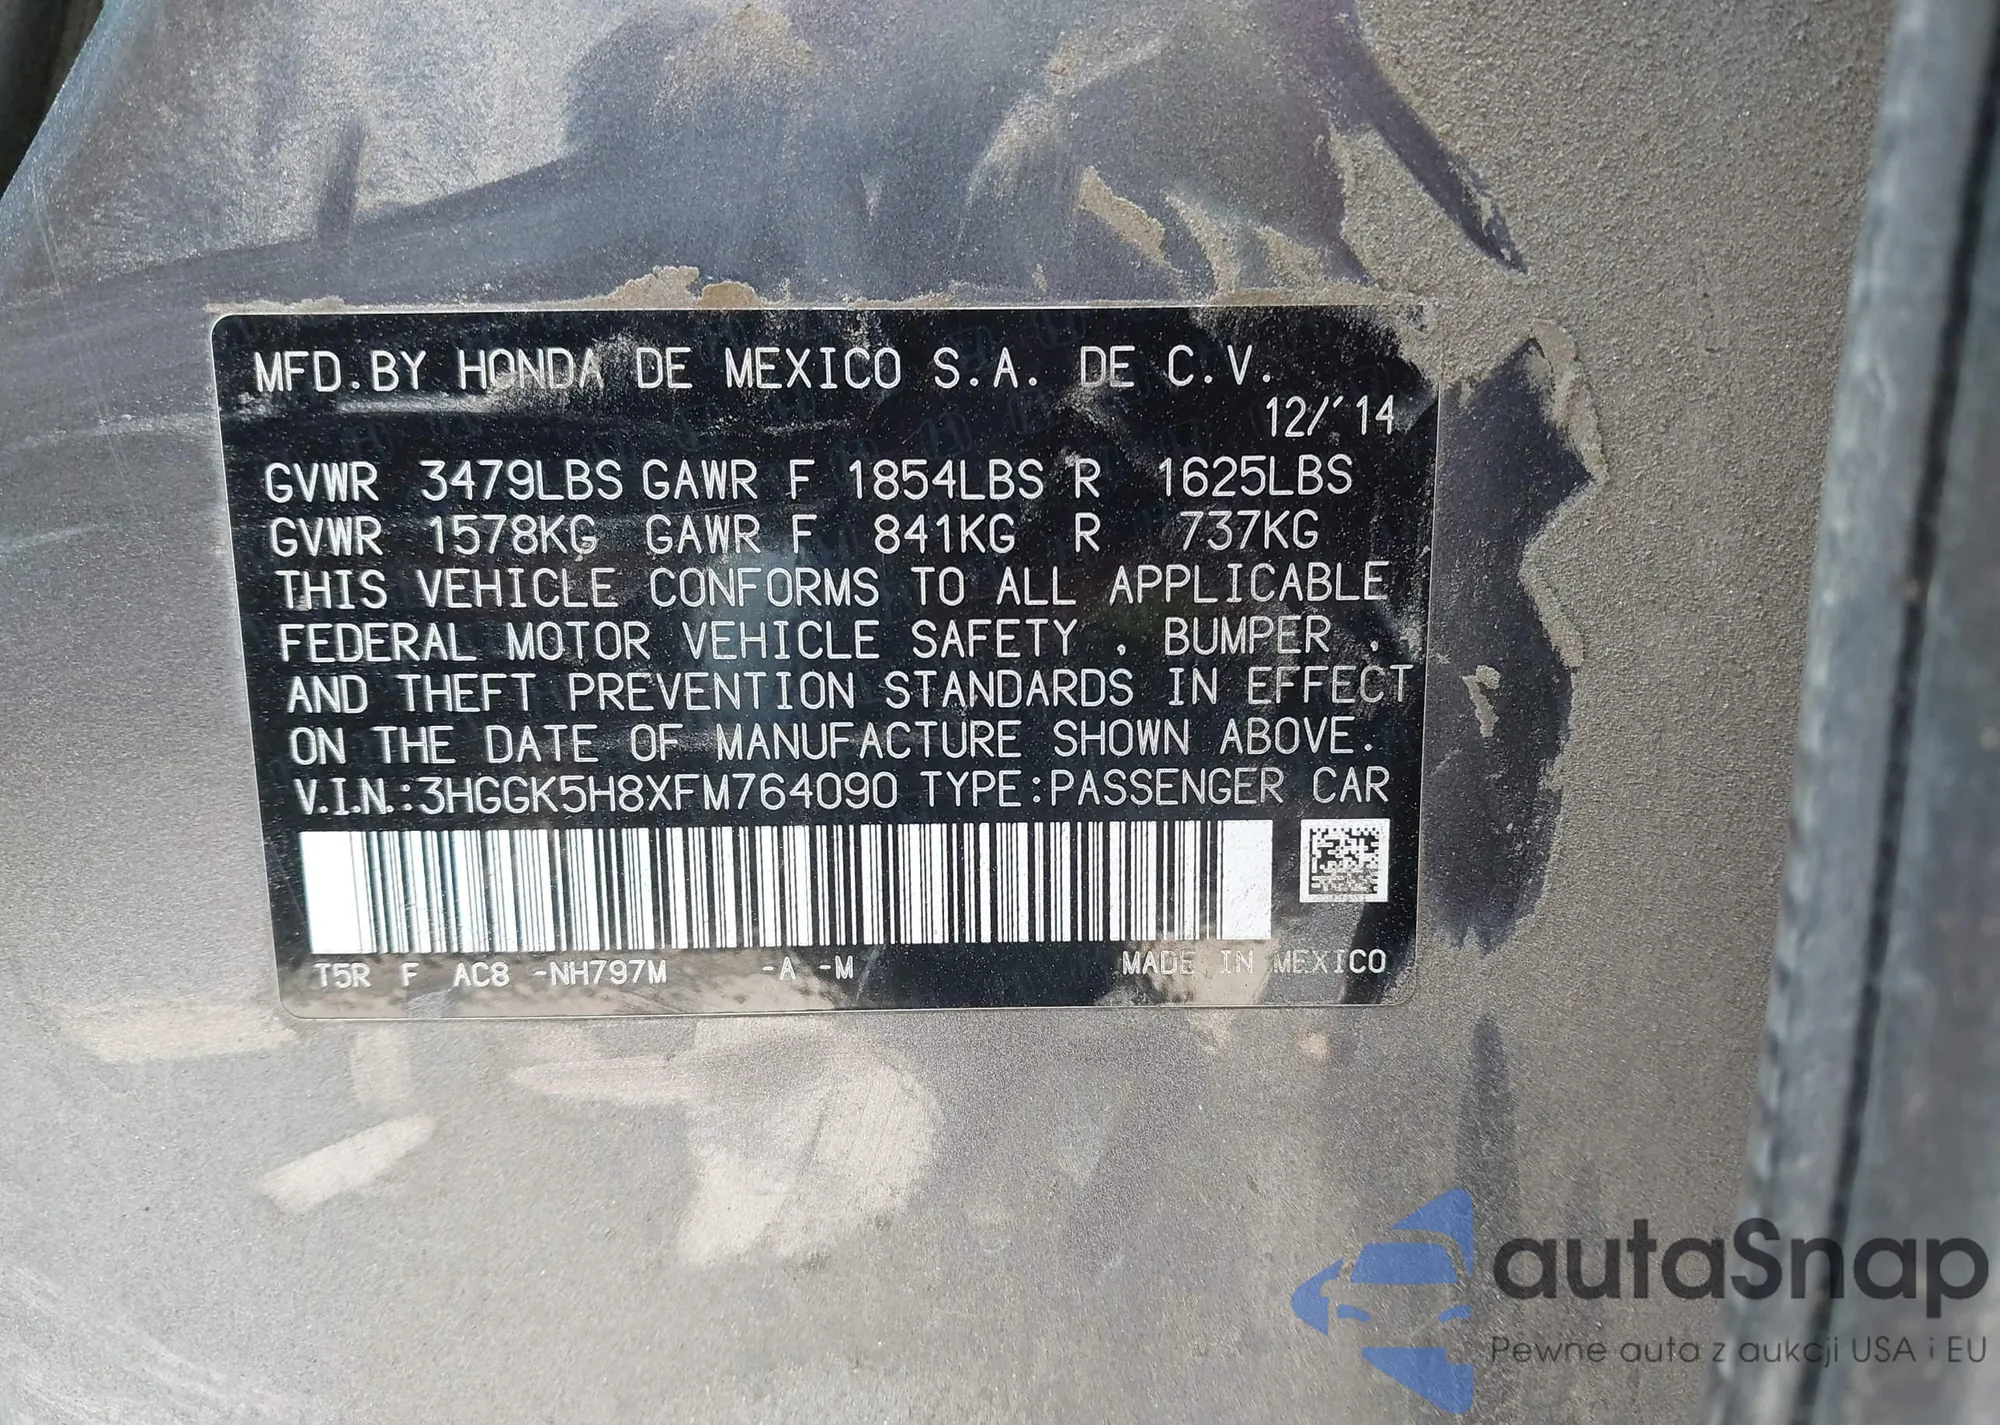 MFD.BY HONDA DE MEXICO S.A. DE C.V.
12/'14
GVWR 3479LBS GAWR F 1854LBS R 1625LBS
GVWR 1578KG GAWR F 841KG R 737KG
THIS VEHICLE CONFORMS TO ALL APPLICABLE
FEDERAL MOTOR VEHICLE SAFETY , BUMPER ,
AND THEFT PREVENTION STANDARDS IN EFFECT
ON THE DATE OF MANUFACTURE SHOWN ABOVE.
V.I.N.:3HGGK5H8XFM764090 TYPE:PASSENGER CAR
T5R F AC8 -NH797M -A -M MADE IN MEXICO
autoSnap
Pewne auta z aukcji USA i EU